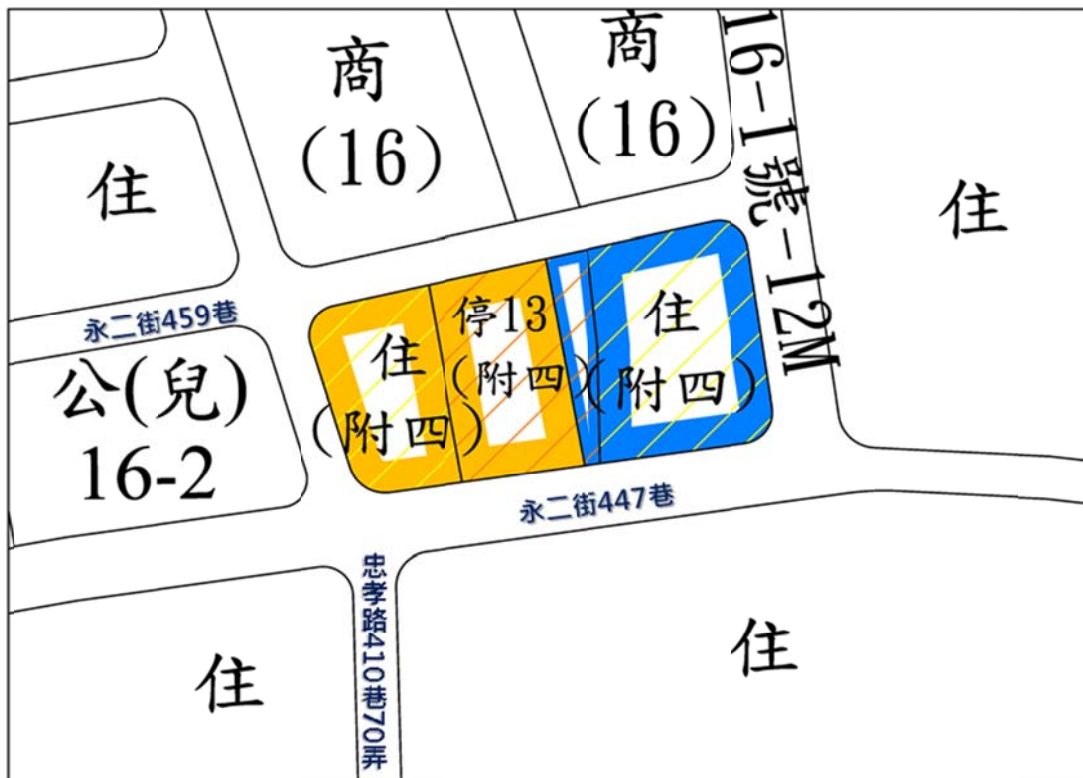 商
(16)
商
(16)
16-1號-12M
住
住
永二街459巷
公(兒)
16-2
住
(附四)
停13
(附四)
住
(附四)
永二街447巷
忠孝路410巷70弄
住
住